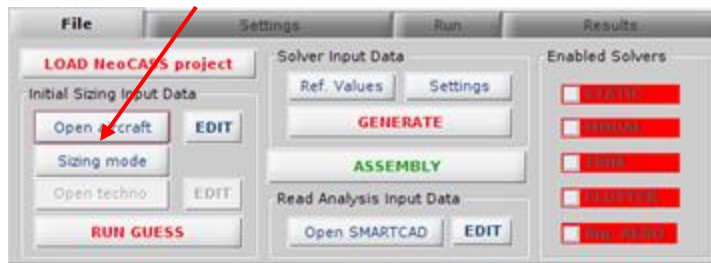 File Settings Run Results
LOAD NeoCASS project
Initial Sizing Input Data
Open aircraft EDIT
Sizing mode
Open techno EDIT
RUN GUESS
Solver Input Data
Ref. Values Settings
GENERATE
ASSEMBLY
Read Analysis Input Data
Open SMARTCAD EDIT
Enabled Solvers
STATIC
MODAL
TRIM
FLUTTER